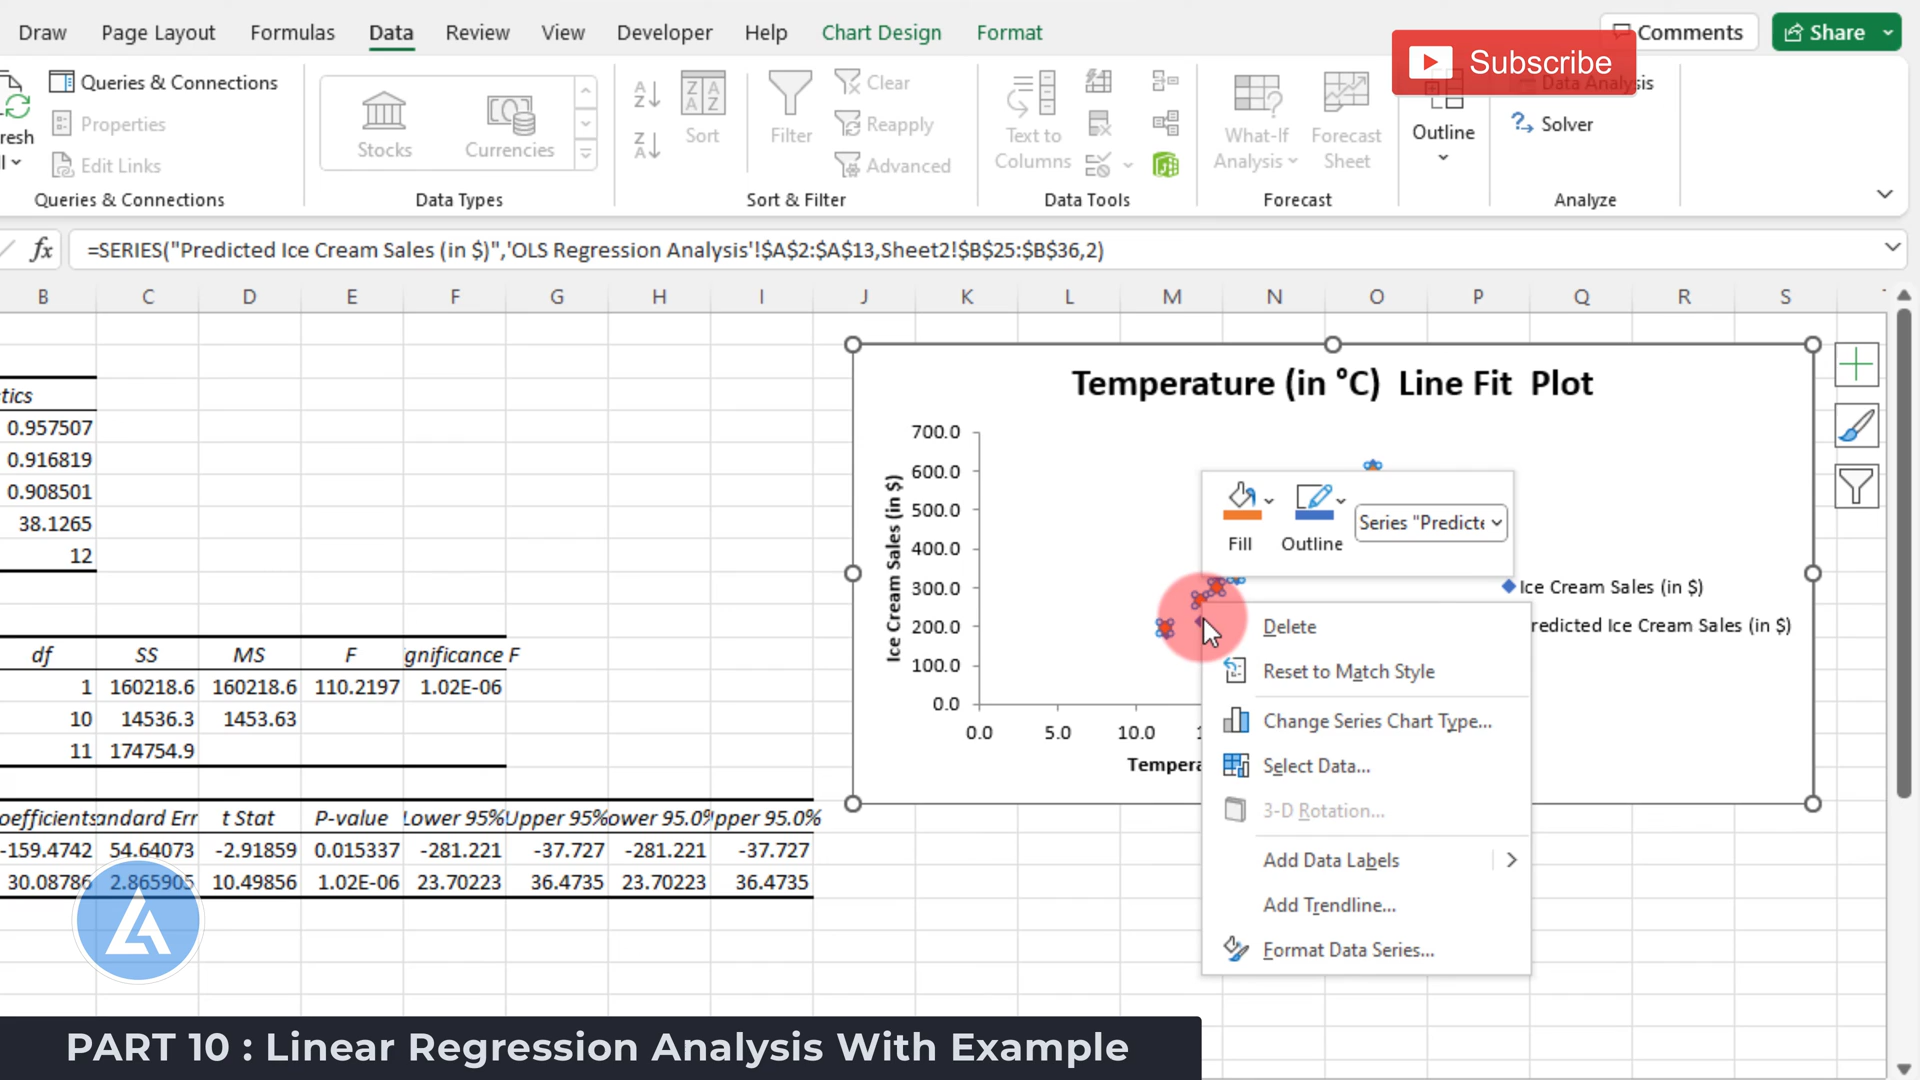 Draw Page Layout Formulas Data Review View Developer Help Chart Design Format Comments Share
Subscribe
Queries & Connections
Properties
Edit Links
Queries & Connections
Stocks Currencies
Data Types
Sort Filter
Clear
Reapply
Advanced
Sort & Filter
Text to
Columns
Data Tools
What-If
Analysis
Forecast
Sheet
Forecast
Outline
Data Analysis
Solver
Analyze
fx =SERIES("Predicted Ice Cream Sales (in $)",'OLS Regression Analysis'!$A$2:$A$13,Sheet2!$B$25:$B$36,2)
B C D E F G H I J K L M N O P Q R S
tics
0.957507
0.916819
0.908501
38.1265
12
df SS MS F gnificance F
1 160218.6 160218.6 110.2197 1.02E-06
10 14536.3 1453.63
11 174754.9
oefficients andard Err t Stat P-value Lower 95% Upper 95% ower 95.0% pper 95.0%
-159.4742 54.64073 -2.91859 0.015337 -281.221 -37.727 -281.221 -37.727
30.08786 2.865905 10.49856 1.02E-06 23.70223 36.4735 23.70223 36.4735
Temperature (in °C) Line Fit Plot
Ice Cream Sales (in $)
700.0
600.0
500.0
400.0
300.0
200.0
100.0
0.0
0.0 5.0 10.0
Tempera
Ice Cream Sales (in $)
redicted Ice Cream Sales (in $)
Fill Outline Series "Predicte
Delete
Reset to Match Style
Change Series Chart Type...
Select Data...
3-D Rotation...
Add Data Labels
Add Trendline...
Format Data Series...
PART 10 : Linear Regression Analysis With Example